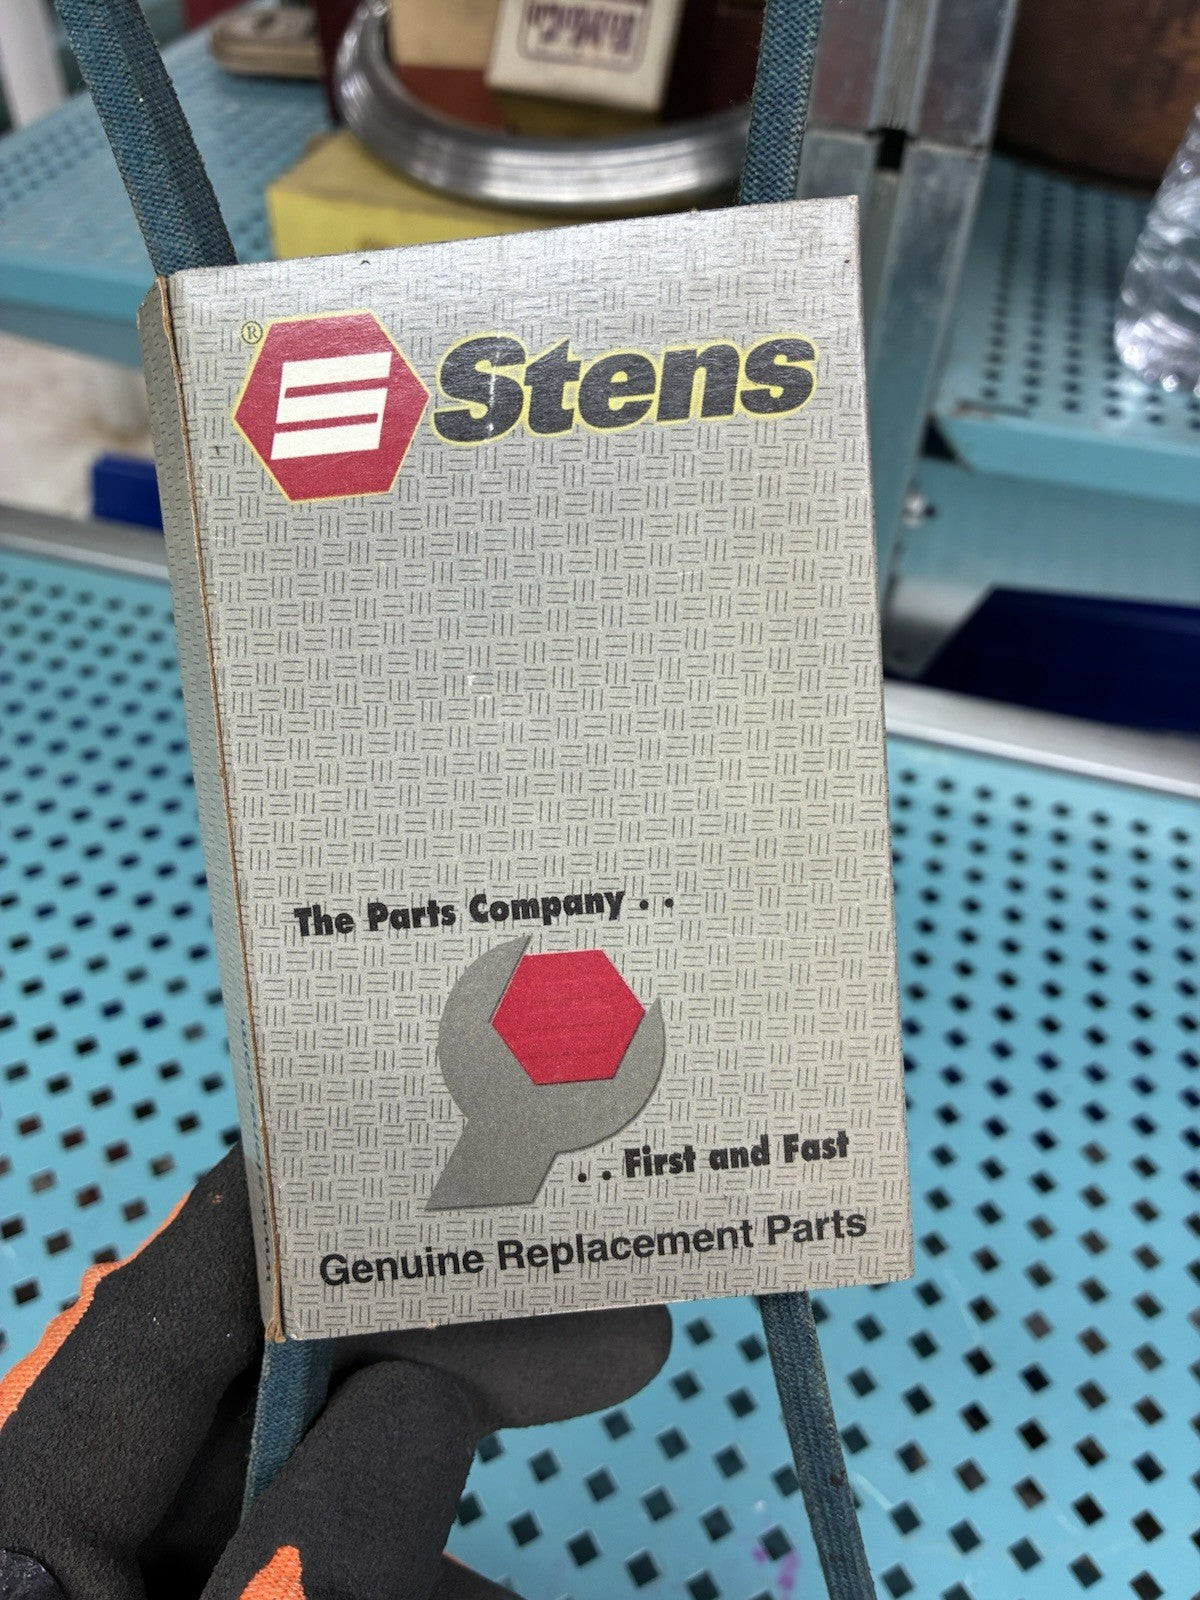 ® Stens
The Parts Company . .
. . First and Fast
Genuine Replacement Parts